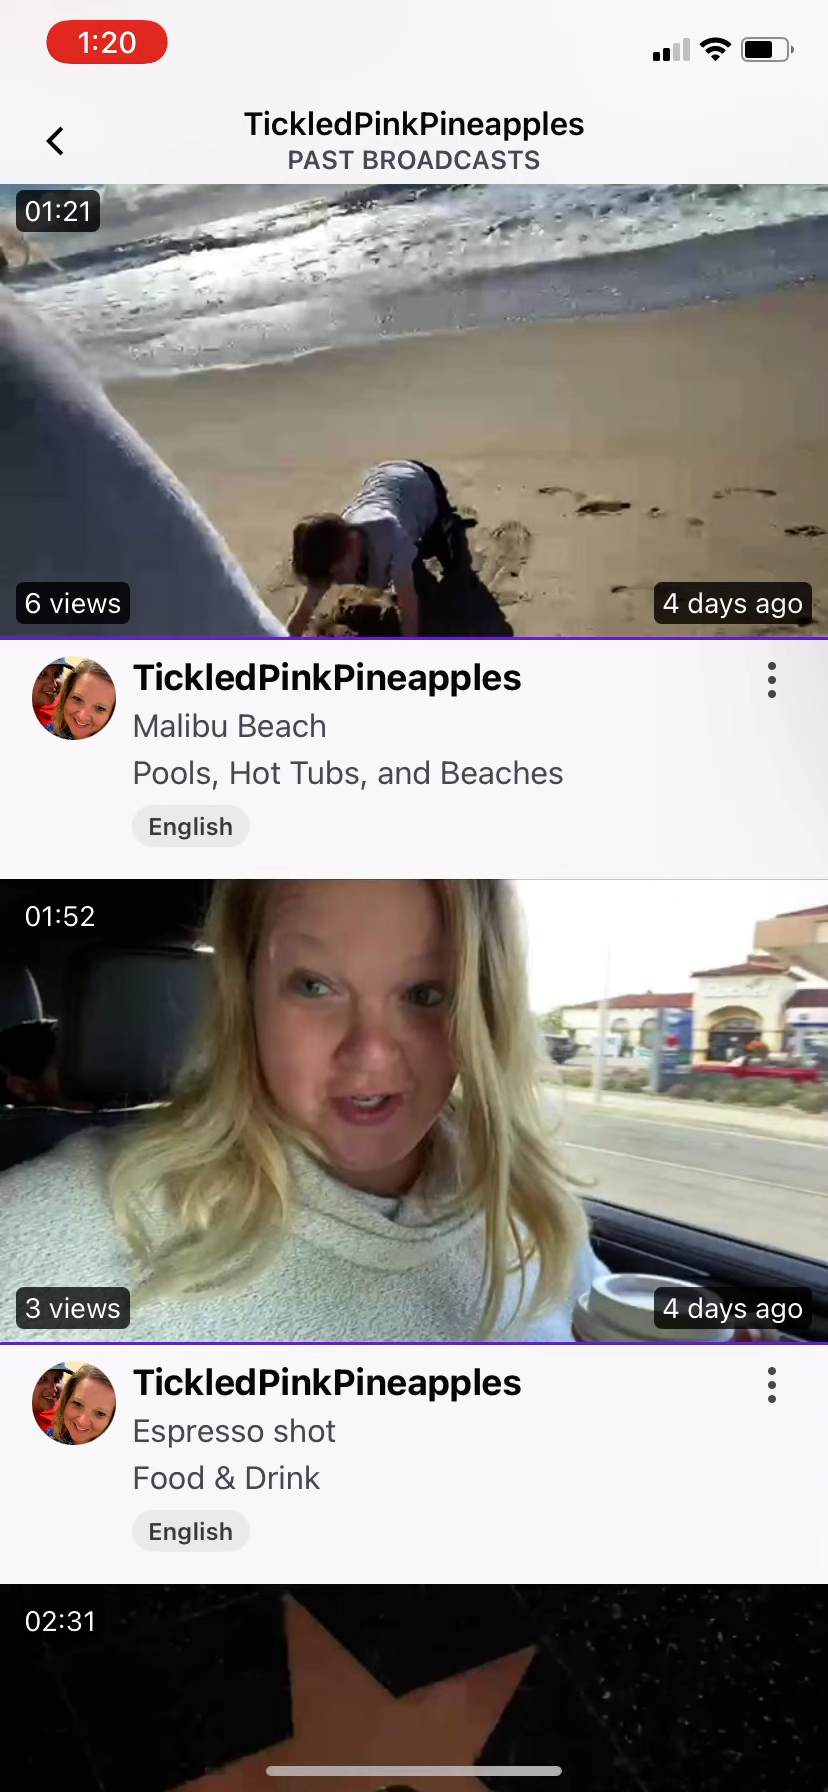 1:20
TickledPinkPineapples
PAST BROADCASTS
01:21
6 views
4 days ago
TickledPinkPineapples
Malibu Beach
Pools, Hot Tubs, and Beaches
English
01:52
3 views
4 days ago
TickledPinkPineapples
Espresso shot
Food & Drink
English
02:31